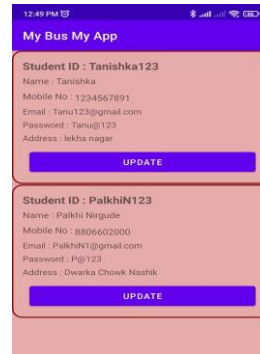 12:49 PM
My Bus My App
Student ID : Tanishka123
Name : Tanishka
Mobile No : 1234567891
Email : Tanu123@gmail.com
Password : Tanu@123
Address : lekha nagar
UPDATE
Student ID : PalkhiN123
Name : Palkhi Nirgude
Mobile No : 8806602000
Email : PalkhiN1@gmail.com
Password : P@123
Address : Dwarka Chowk Nashik
UPDATE